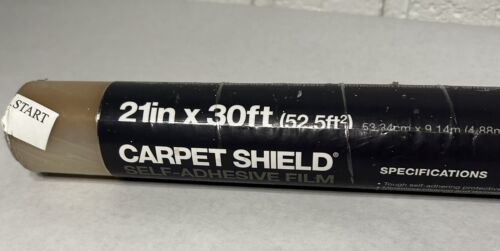 START
21in x 30ft (52.5ft²)
53.34cm x 9.14m (4.88m
CARPET SHIELD®
SELF-ADHESIVE FILM
SPECIFICATIONS
• Tough self-adhering protective